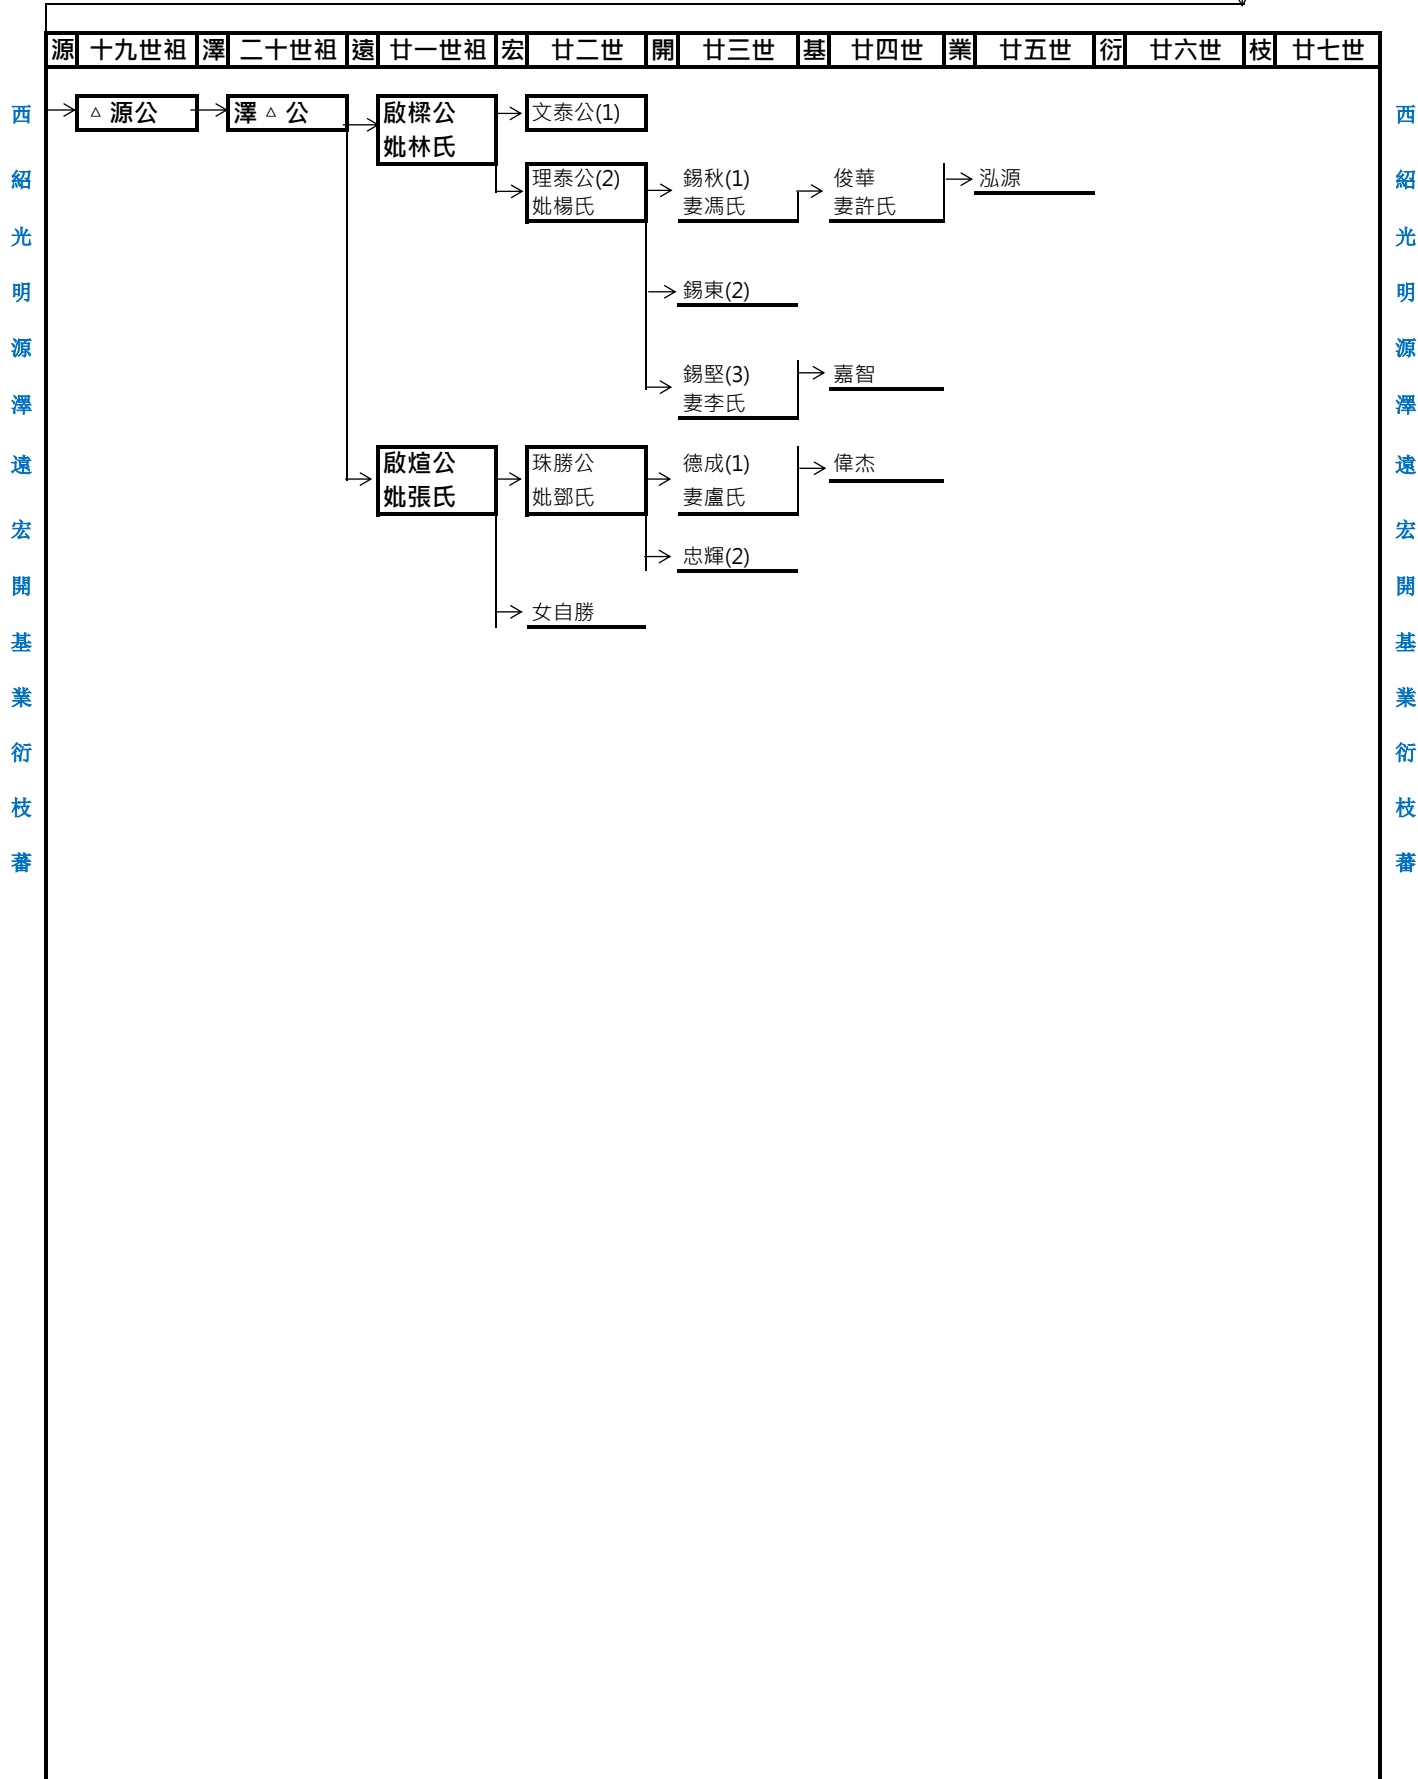 源 十九世祖 澤 二十世祖 遠 廿一世祖 宏 廿二世 開 廿三世 基 廿四世 業 廿五世 衍 廿六世 枝 廿七世
西
紹
光
明
源
澤
遠
宏
開
基
業
衍
枝
蕃
△ 源公
澤 △ 公
啟樑公
妣林氏
文泰公(1)
理泰公(2)
妣楊氏
錫秋(1)
妻馮氏
俊華
妻許氏
泓源
錫東(2)
錫堅(3)
妻李氏
嘉智
啟煊公
妣張氏
珠勝公
妣鄧氏
德成(1)
妻盧氏
偉杰
忠輝(2)
女自勝
西
紹
光
明
源
澤
遠
宏
開
基
業
衍
枝
蕃